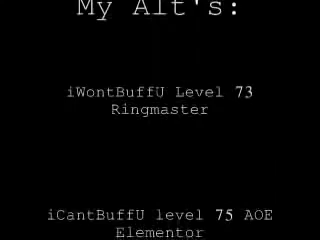 My Alt's:
iWontBuffU Level 73
Ringmaster
iCantBuffU level 75 AOE
Elementor